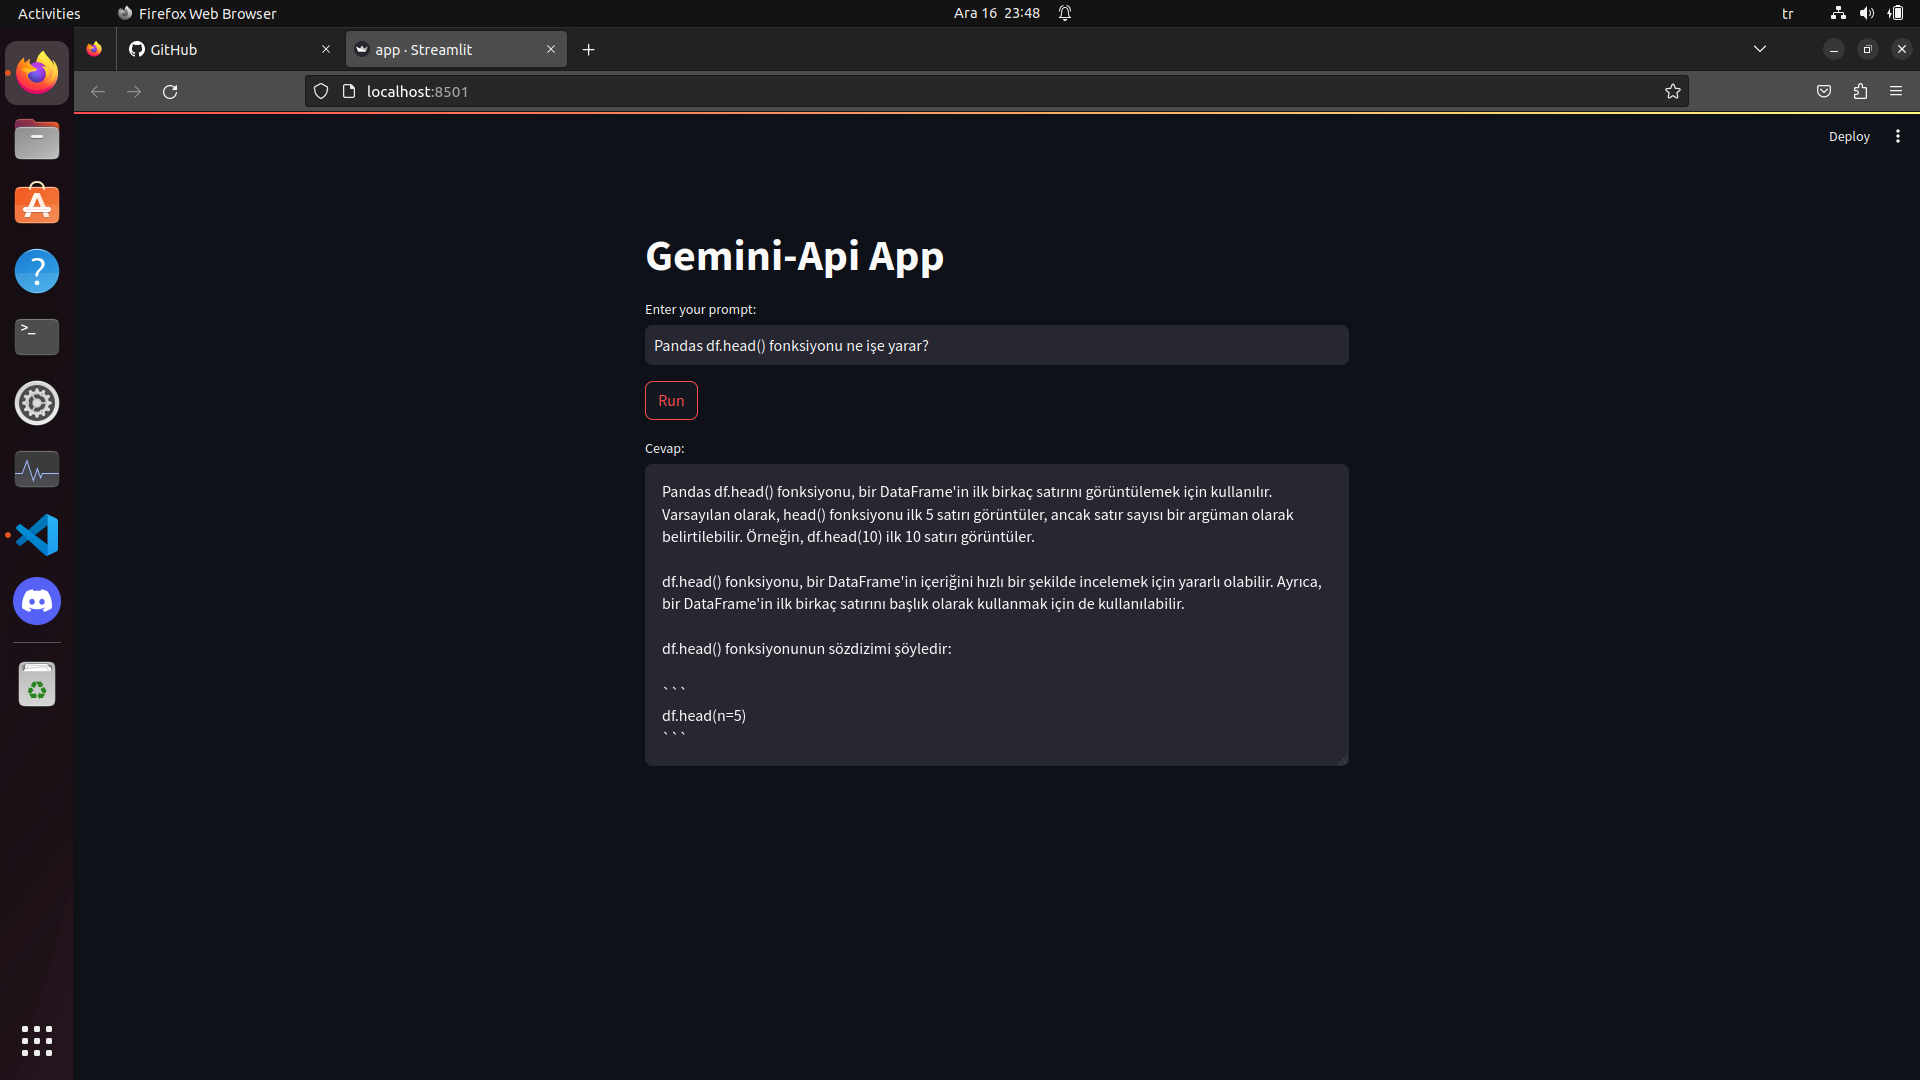 Activities
Firefox Web Browser
Ara 16 23:48
tr
GitHub
app · Streamlit
localhost:8501
Deploy
Gemini-Api App
Enter your prompt:
Pandas df.head() fonksiyonu ne işe yarar?
Run
Cevap:
Pandas df.head() fonksiyonu, bir DataFrame'in ilk birkaç satırını görüntülemek için kullanılır.
Varsayılan olarak, head() fonksiyonu ilk 5 satırı görüntüler, ancak satır sayısı bir argüman olarak
belirtilebilir. Örneğin, df.head(10) ilk 10 satırı görüntüler.
df.head() fonksiyonu, bir DataFrame'in içeriğini hızlı bir şekilde incelemek için yararlı olabilir. Ayrıca,
bir DataFrame'in ilk birkaç satırını başlık olarak kullanmak için de kullanılabilir.
df.head() fonksiyonunun sözdizimi şöyledir:
```
df.head(n=5)
```